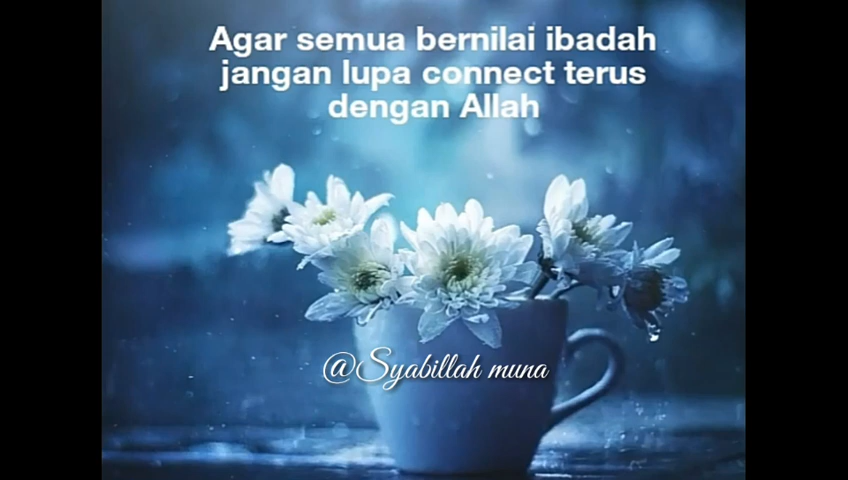 Agar semua bernilai ibadah
jangan lupa connect terus
dengan Allah
@Syabillah muna